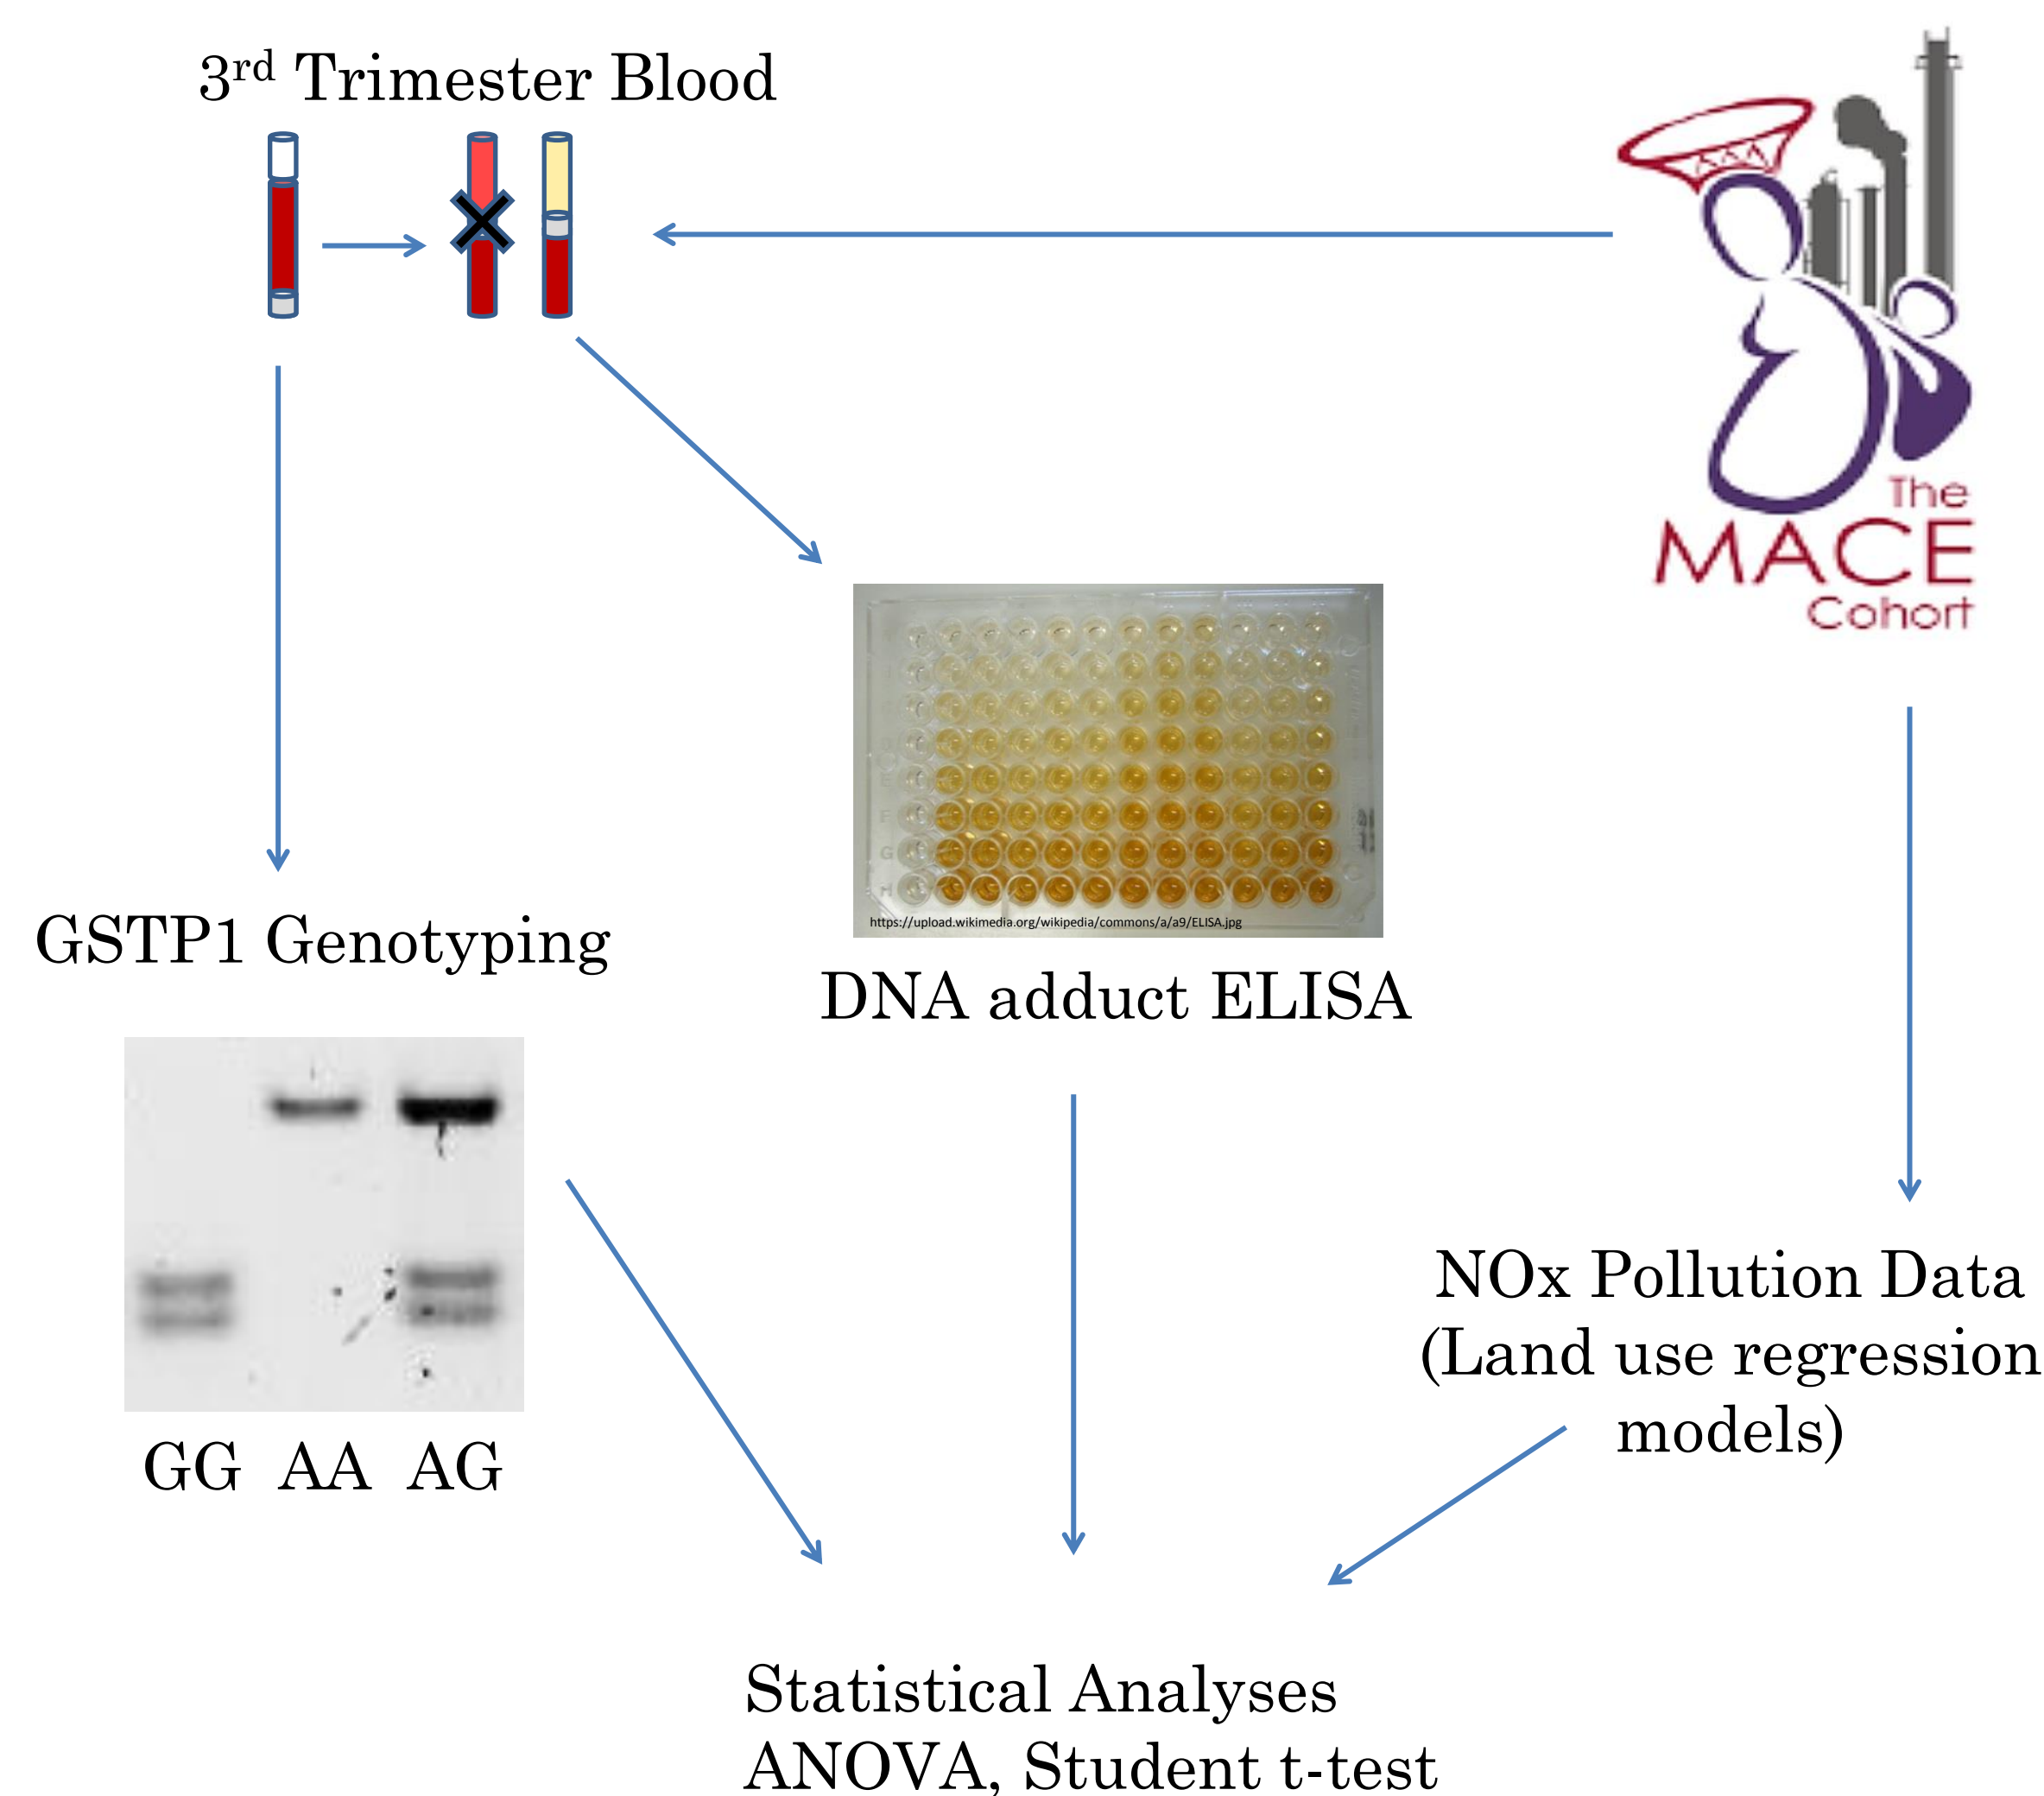 3rd Trimester Blood
The
MACE
Cohort
https://upload.wikimedia.org/wikipedia/commons/a/a9/ELISA.jpg
GSTP1 Genotyping
DNA adduct ELISA
GG AA AG
NOx Pollution Data
(Land use regression
models)
Statistical Analyses
ANOVA, Student t-test